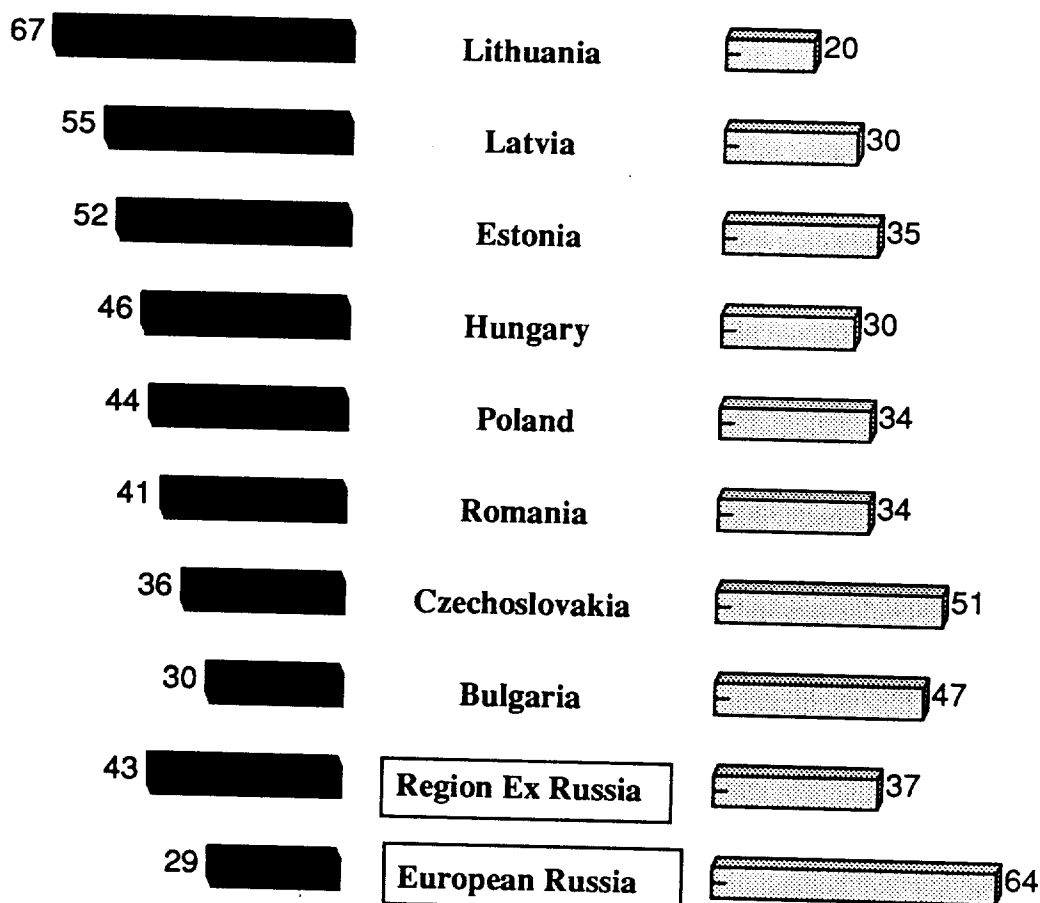 67 Lithuania 20
55 Latvia 30
52 Estonia 35
46 Hungary 30
44 Poland 34
41 Romania 34
36 Czechoslovakia 51
30 Bulgaria 47
43 Region Ex Russia 37
29 European Russia 64